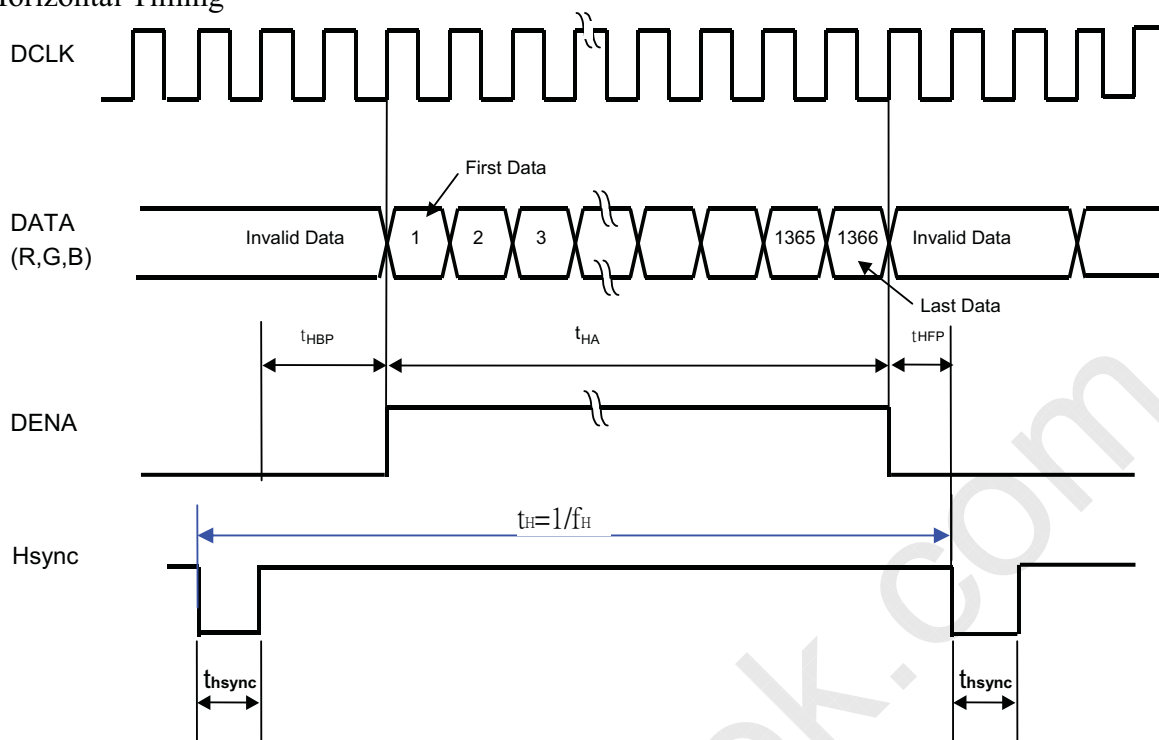 Horizontal Timing
DCLK
First Data
DATA
(R,G,B)
Invalid Data 1 2 3 1365 1366 Invalid Data
Last Data
tHBP tHA tHFP
DENA
tH=1/fH
Hsync
thsync thsync